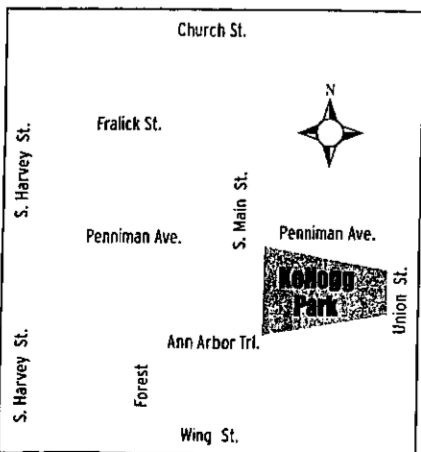 Church St.
N
Fralick St.
S. Harvey St.
S. Main St.
Penniman Ave.
Penniman Ave.
Kellogg
Park
Union St.
Ann Arbor Trl.
S. Harvey St.
Forest
Wing St.